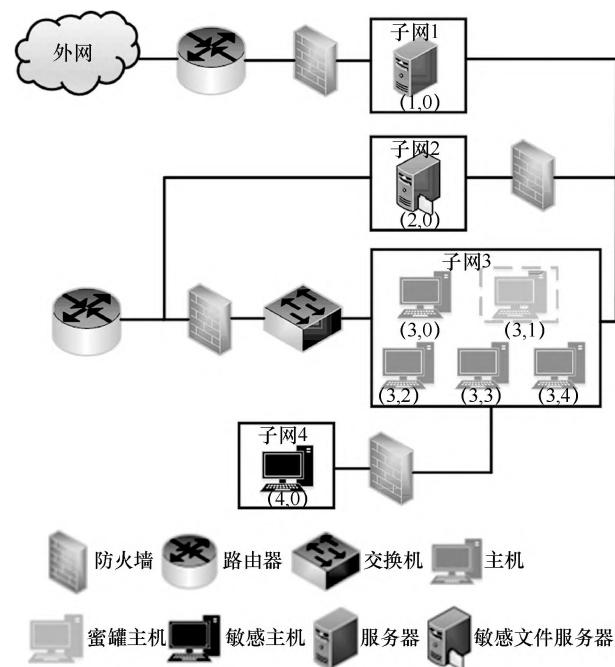 外网
子网1
(1,0)
子网2
(2,0)
子网3
(3,0)
(3,1)
(3,2)
(3,3)
(3,4)
子网4
(4,0)
防火墙
路由器
交换机
主机
蜜罐主机
敏感主机
服务器
敏感文件服务器